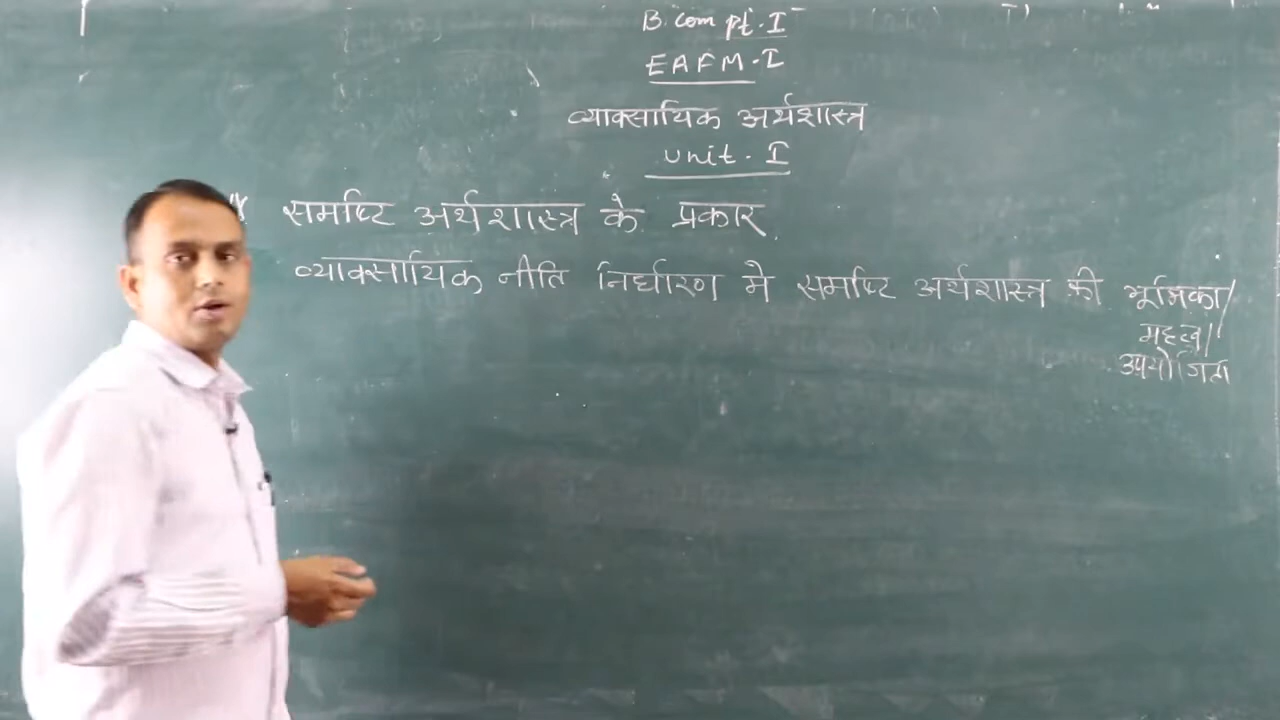 B. com pt. I
EAFM-I
व्यावसायिक अर्थशास्त्र
unit. I
* समष्टि अर्थशास्त्र के प्रकार
व्यावसायिक नीति निर्धारण मे समष्टि अर्थशास्त्र की भूमिका/
महत्व/
उपयोगिता